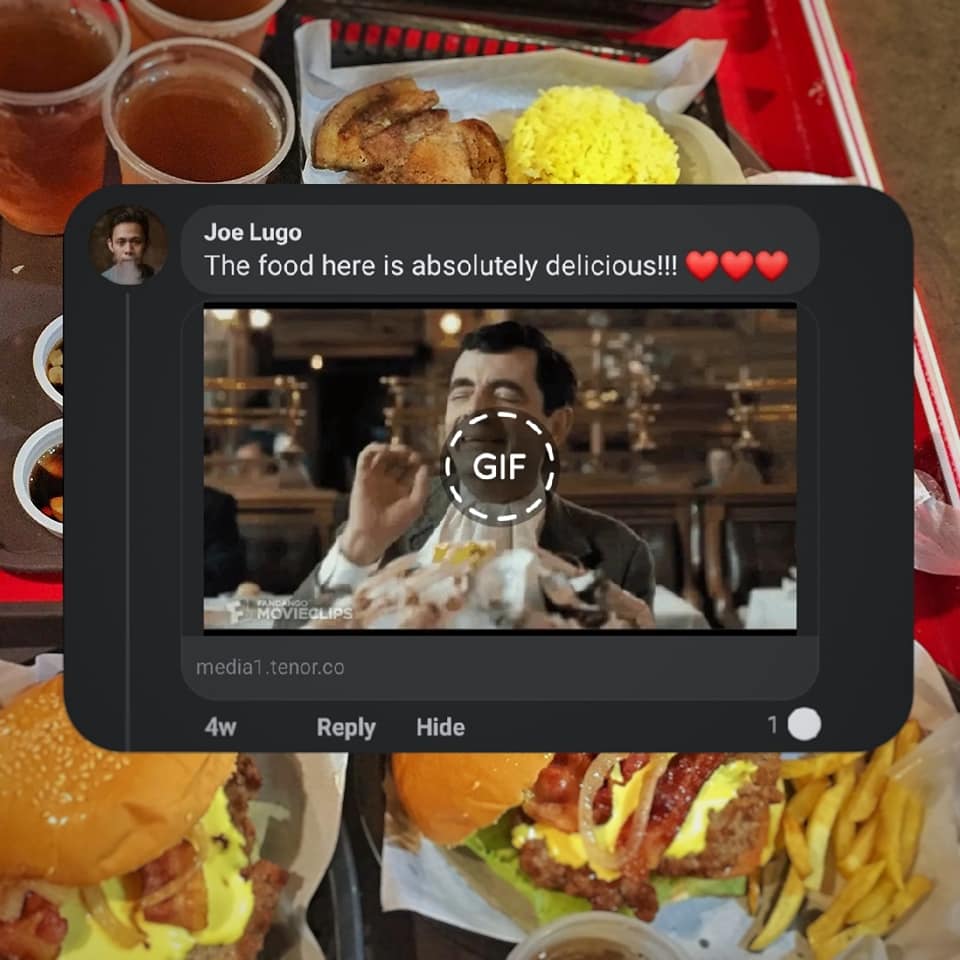 Joe Lugo
The food here is absolutely delicious!!! ❤️❤️❤️
GIF
FANDANGO
MOVIECLIPS
media1.tenor.co
4w Reply Hide 1